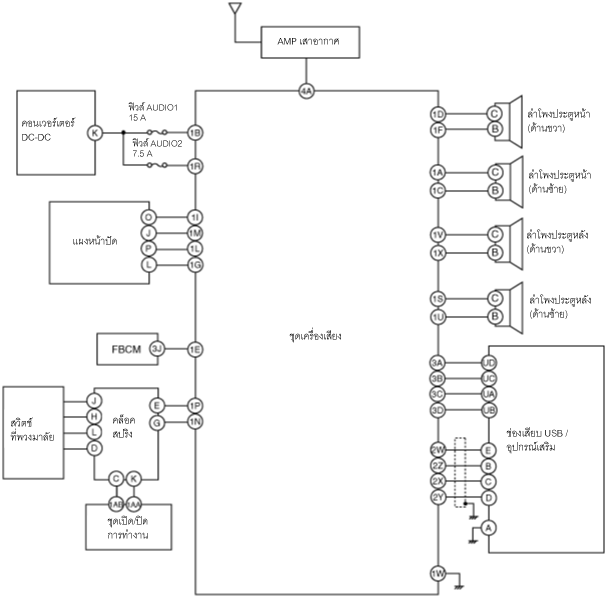 AMP เสาอากาศ
4A
คอนเวอร์เตอร์
DC-DC
K
ฟิวส์ AUDIO1
15 A
ฟิวส์ AUDIO2
7.5 A
1B
1R
1D
1F
C
B
ลำโพงประตูหน้า
(ด้านขวา)
1A
1C
C
B
ลำโพงประตูหน้า
(ด้านซ้าย)
แผงหน้าปัด
O
J
P
L
1I
1M
1L
1G
1V
1X
C
B
ลำโพงประตูหลัง
(ด้านขวา)
1S
1U
C
B
ลำโพงประตูหลัง
(ด้านซ้าย)
ชุดเครื่องเสียง
FBCM
3J
1E
3A
3B
3C
3D
UD
UC
UA
UB
สวิตช์
ที่พวงมาลัย
J
H
L
D
คล็อค
สปริง
E
G
1P
1N
C
K
1AB
1AA
ชุดเปิด/ปิด
การทำงาน
ช่องเสียบ USB /
อุปกรณ์เสริม
2W
2Z
2X
2Y
E
B
C
D
A
1W